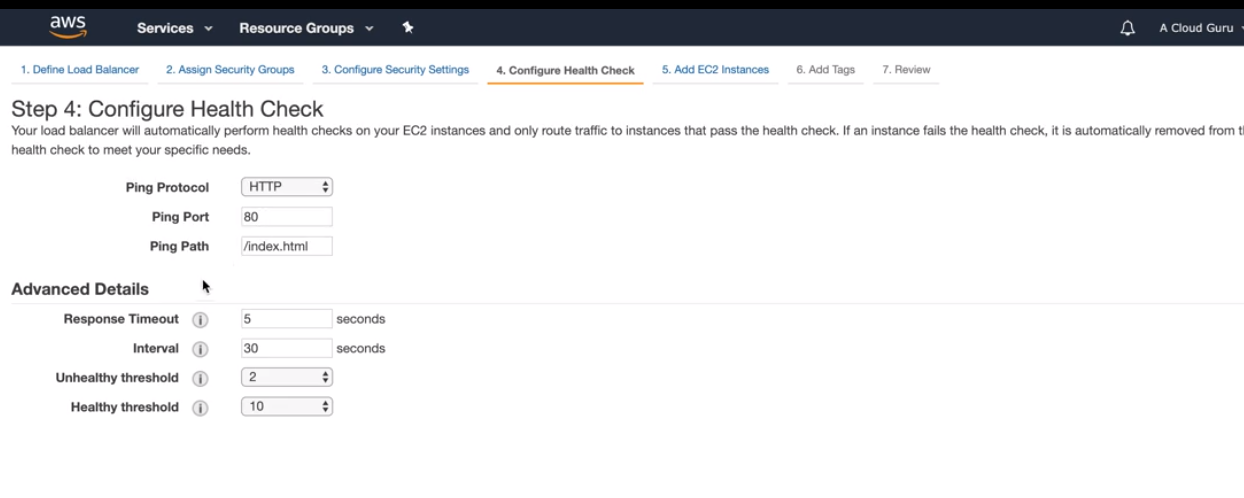 aws Services Resource Groups A Cloud Guru
1. Define Load Balancer 2. Assign Security Groups 3. Configure Security Settings 4. Configure Health Check 5. Add EC2 Instances 6. Add Tags 7. Review
Step 4: Configure Health Check
Your load balancer will automatically perform health checks on your EC2 instances and only route traffic to instances that pass the health check. If an instance fails the health check, it is automatically removed from
health check to meet your specific needs.
Ping Protocol HTTP
Ping Port 80
Ping Path /index.html
Advanced Details
Response Timeout i 5 seconds
Interval i 30 seconds
Unhealthy threshold i 2
Healthy threshold i 10